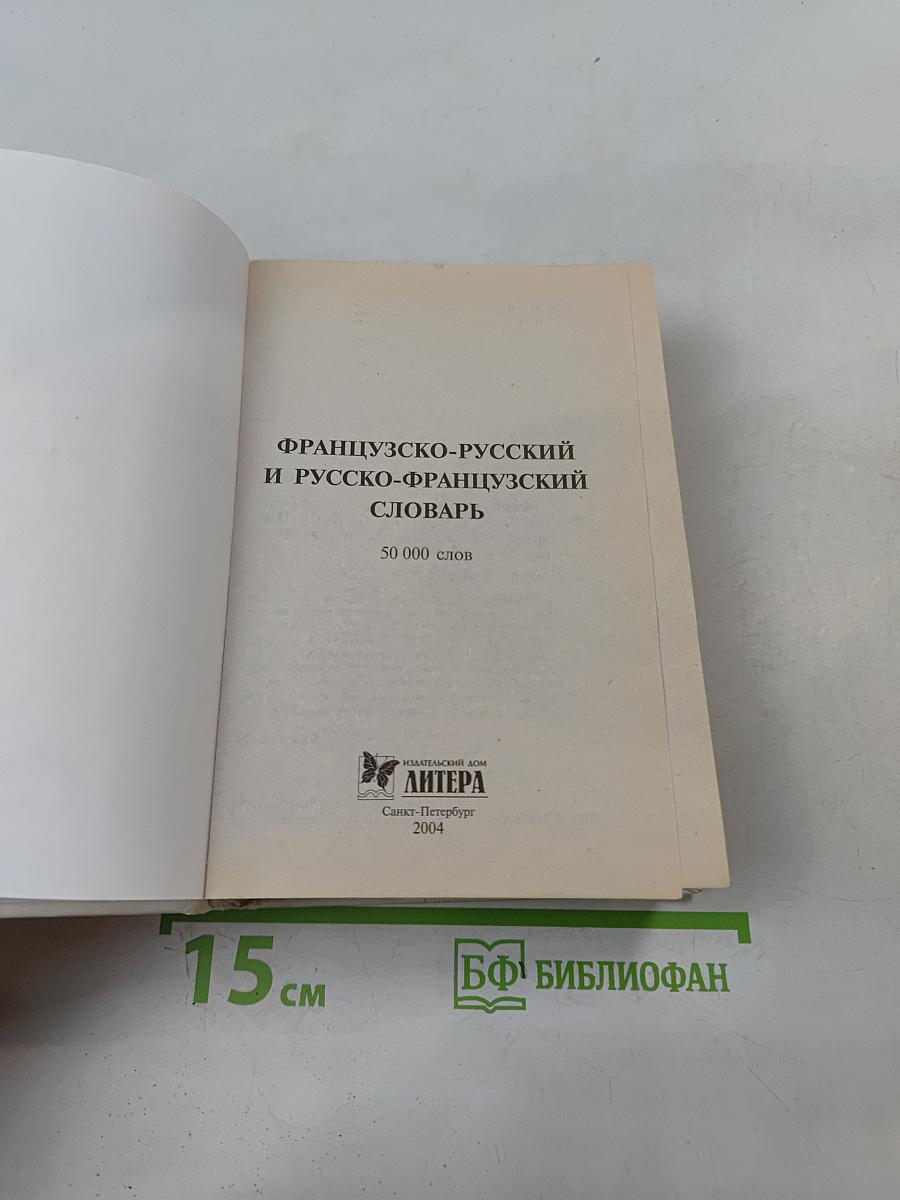 ФРАНЦУЗСКО-РУССКИЙ
И РУССКО-ФРАНЦУЗСКИЙ
СЛОВАРЬ
50 000 слов
ИЗДАТЕЛЬСКИЙ ДОМ
ЛИТЕРА
Санкт-Петербург
2004
15 см
БФ БИБЛИОФАН